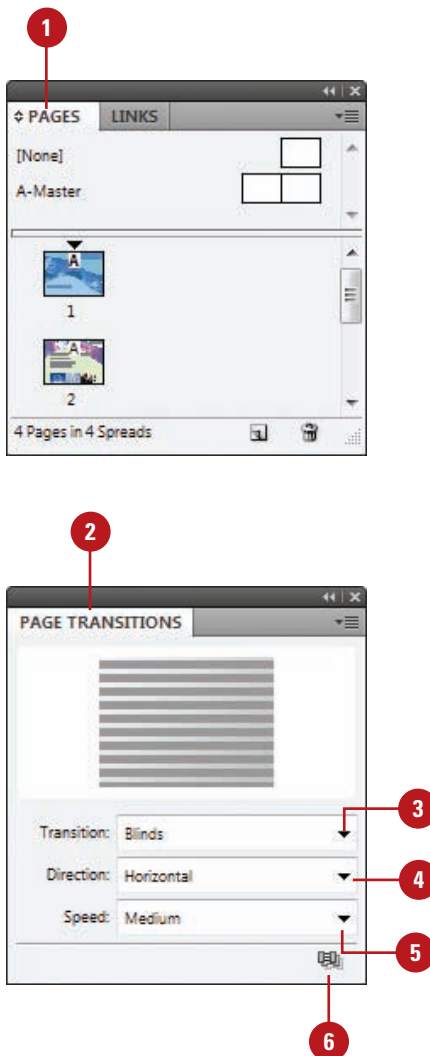 1
PAGES LINKS
[None]
A-Master
A
1
A
2
4 Pages in 4 Spreads
2
PAGE TRANSITIONS
3
Transition: Blinds
Direction: Horizontal
4
Speed: Medium
5
6